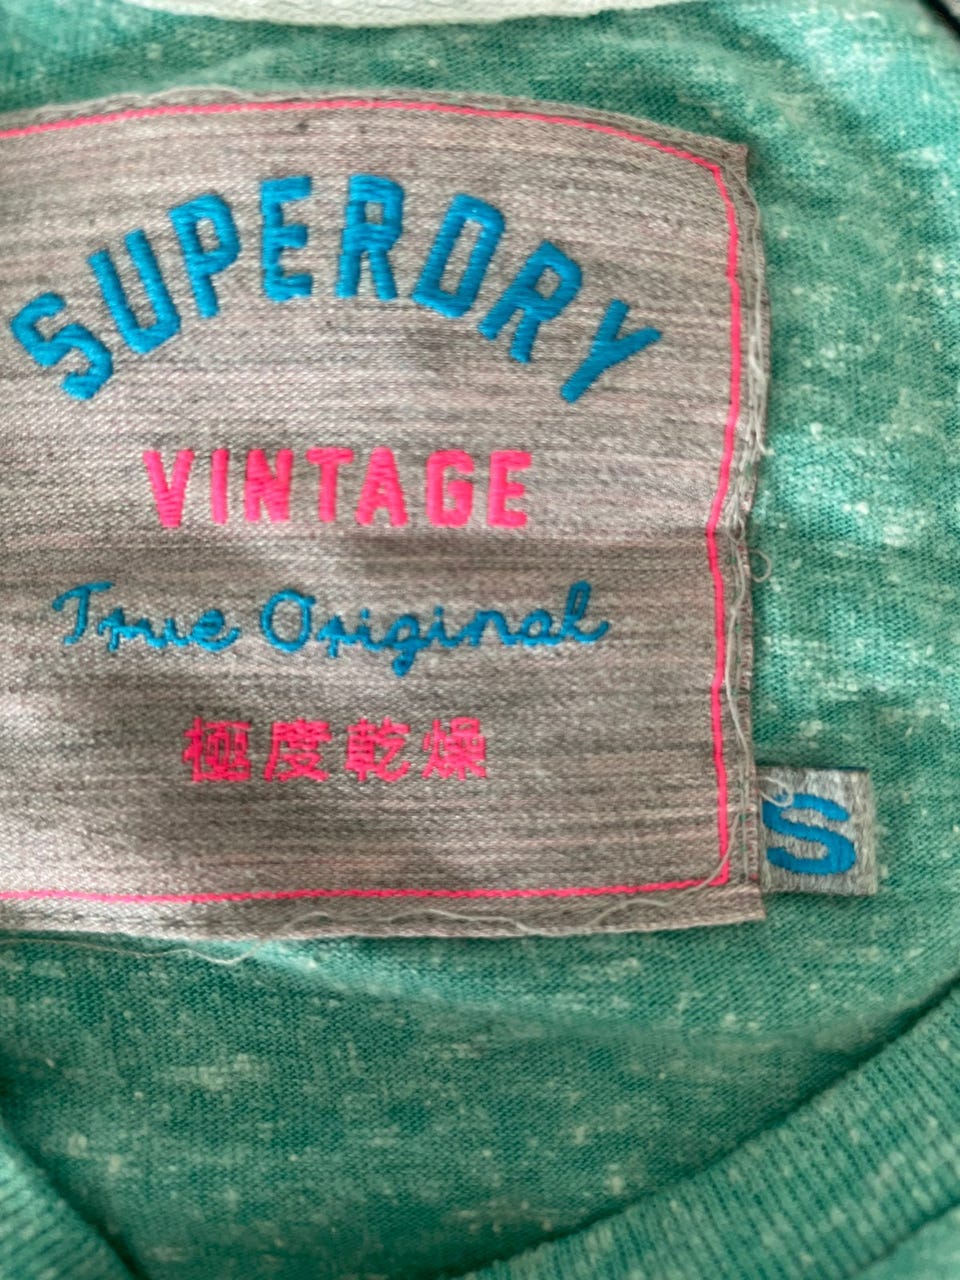 SUPERDRY
VINTAGE
True Original
極度乾燥
S